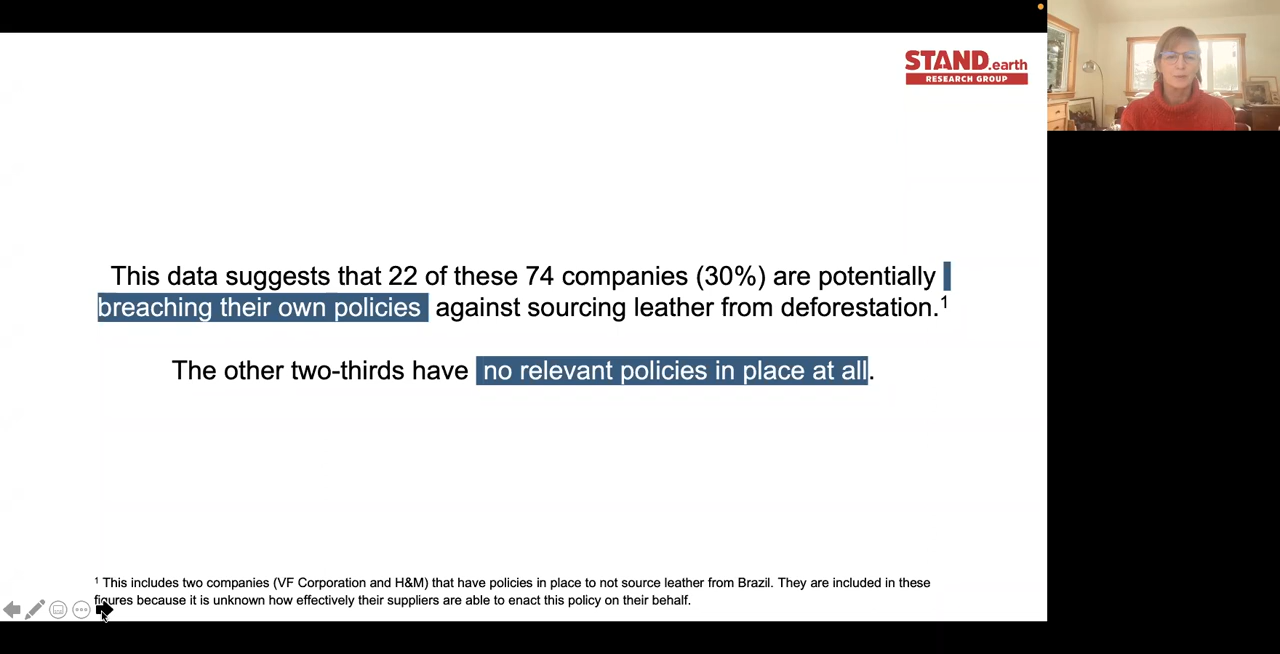 STAND.earth
RESEARCH GROUP
This data suggests that 22 of these 74 companies (30%) are potentially
breaching their own policies against sourcing leather from deforestation.¹
The other two-thirds have no relevant policies in place at all.
¹ This includes two companies (VF Corporation and H&M) that have policies in place to not source leather from Brazil. They are included in these
figures because it is unknown how effectively their suppliers are able to enact this policy on their behalf.